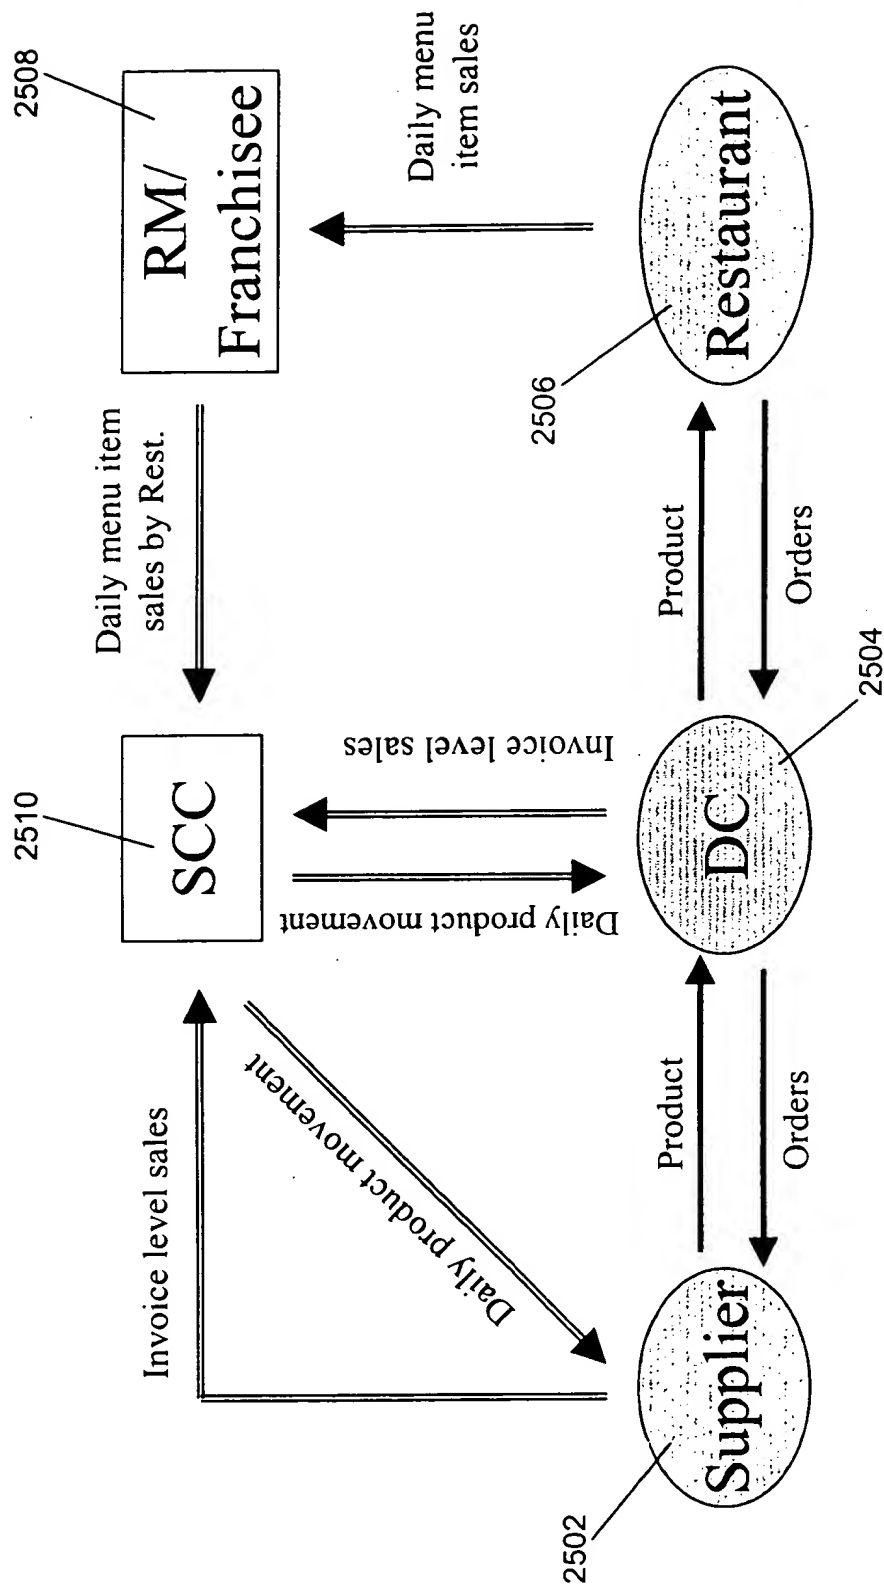 2510
2508
Invoice level sales
SCC
Daily menu item
sales by Rest.
RM/
Franchisee
Daily product movement
Daily product movement
Invoice level sales
Daily menu
item sales
2502
2506
Supplier
Product
Orders
DC
2504
Product
Orders
Restaurant